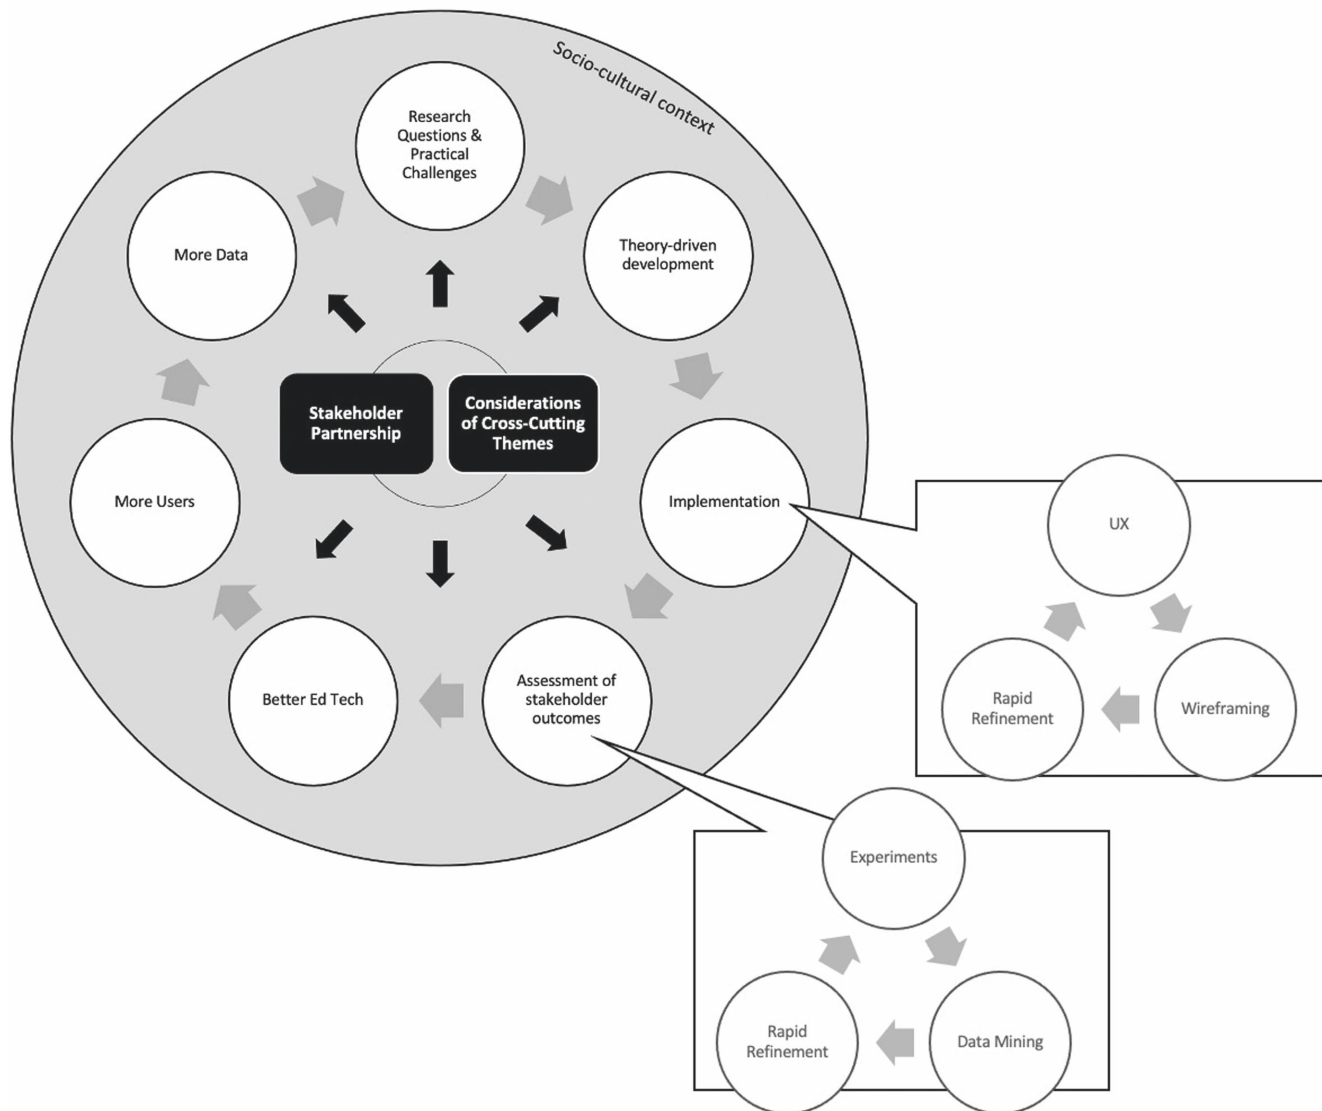 Socio-cultural context
Research
Questions &
Practical
Challenges
More Data
Theory-driven
development
Stakeholder
Partnership
Considerations
of Cross-Cutting
Themes
More Users
Implementation
UX
Better Ed Tech
Assessment of
stakeholder
outcomes
Rapid
Refinement
Wireframing
Experiments
Rapid
Refinement
Data Mining